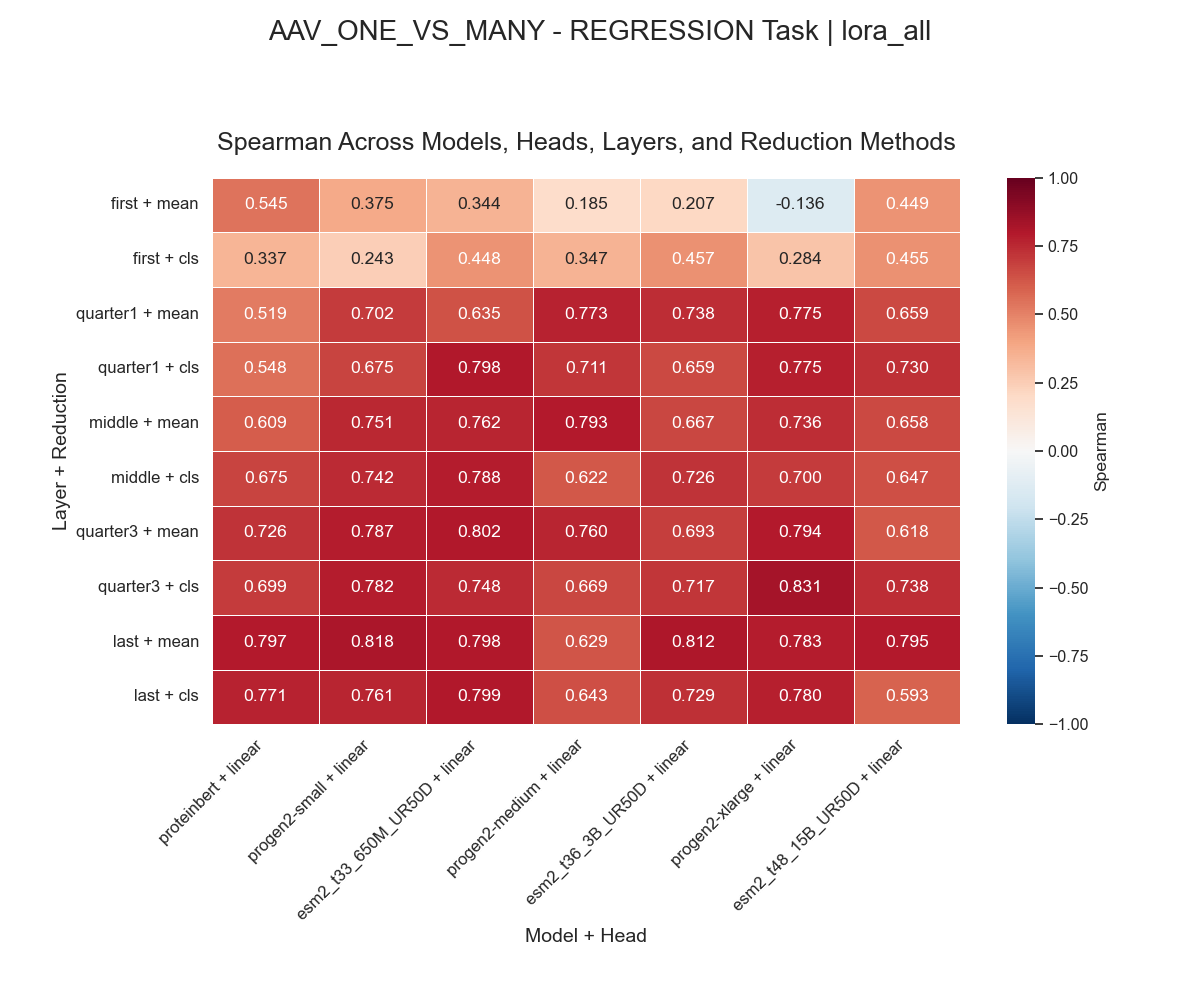 AAV_ONE_VS_MANY - REGRESSION Task | lora_all
Spearman Across Models, Heads, Layers, and Reduction Methods
Layer + Reduction
first + mean 0.545 0.375 0.344 0.185 0.207 -0.136 0.449
first + cls 0.337 0.243 0.448 0.347 0.457 0.284 0.455
quarter1 + mean 0.519 0.702 0.635 0.773 0.738 0.775 0.659
quarter1 + cls 0.548 0.675 0.798 0.711 0.659 0.775 0.730
middle + mean 0.609 0.751 0.762 0.793 0.667 0.736 0.658
middle + cls 0.675 0.742 0.788 0.622 0.726 0.700 0.647
quarter3 + mean 0.726 0.787 0.802 0.760 0.693 0.794 0.618
quarter3 + cls 0.699 0.782 0.748 0.669 0.717 0.831 0.738
last + mean 0.797 0.818 0.798 0.629 0.812 0.783 0.795
last + cls 0.771 0.761 0.799 0.643 0.729 0.780 0.593
proteinbert + linear
progen2-small + linear
esm2_t33_650M_UR50D + linear
progen2-medium + linear
esm2_t36_3B_UR50D + linear
progen2-xlarge + linear
esm2_t48_15B_UR50D + linear
Model + Head
1.00
0.75
0.50
0.25
0.00
−0.25
−0.50
−0.75
−1.00
Spearman